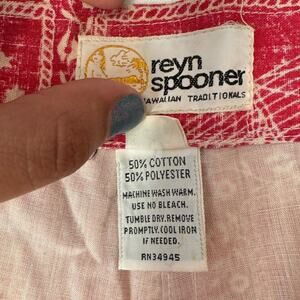 reyn
spooner
HAWAIIAN TRADITIONALS
50% COTTON
50% POLYESTER
MACHINE WASH WARM.
USE NO BLEACH.
TUMBLE DRY. REMOVE
PROMPTLY. COOL IRON
IF NEEDED.
RN34945